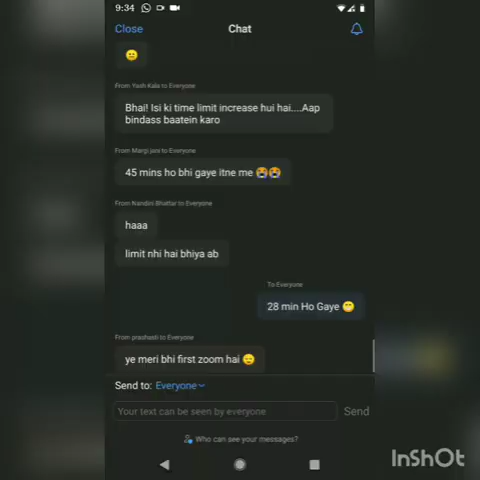 9:34
Close
Chat
From Yash Kala to Everyone
Bhai! Isi ki time limit increase hui hai....Aap
bindass baatein karo
From Margi jani to Everyone
45 mins ho bhi gaye itne me 😭😭
From Nandini Bhattar to Everyone
haaa
limit nhi hai bhiya ab
To Everyone
28 min Ho Gaye 😁
From prashasti to Everyone
ye meri bhi first zoom hai 😑
Send to: Everyone
Your text can be seen by everyone
Send
Who can see your messages?
InShOt